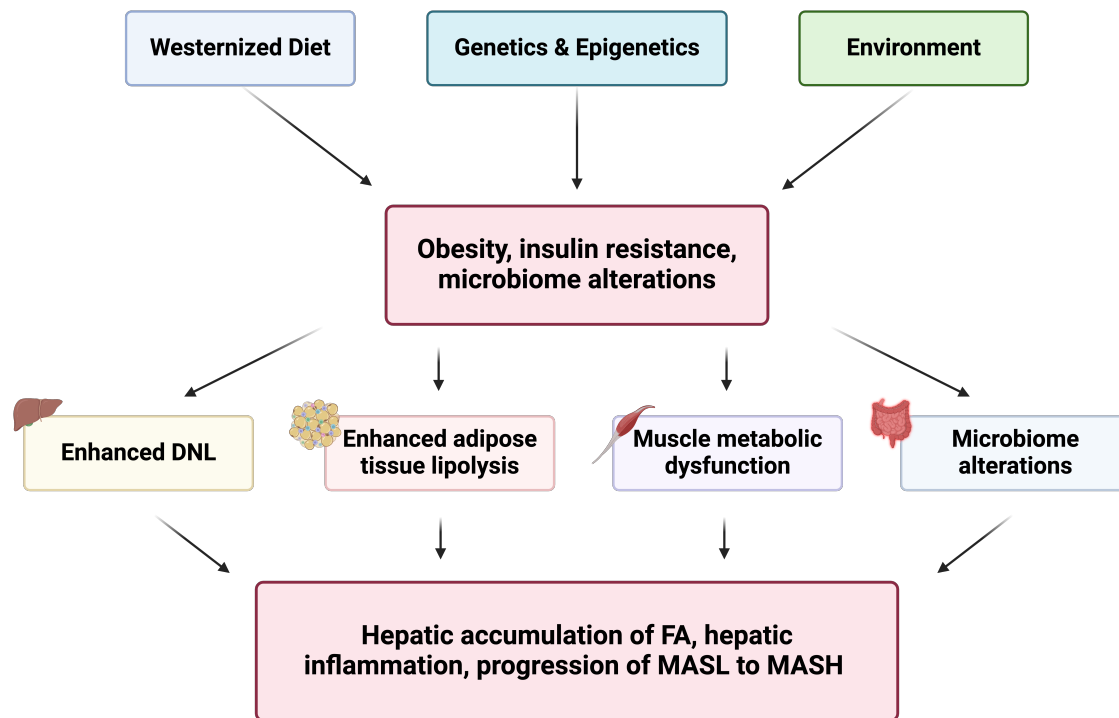 Westernized Diet
Genetics & Epigenetics
Environment
Obesity, insulin resistance,
microbiome alterations
Enhanced DNL
Enhanced adipose
tissue lipolysis
Muscle metabolic
dysfunction
Microbiome
alterations
Hepatic accumulation of FA, hepatic
inflammation, progression of MASL to MASH